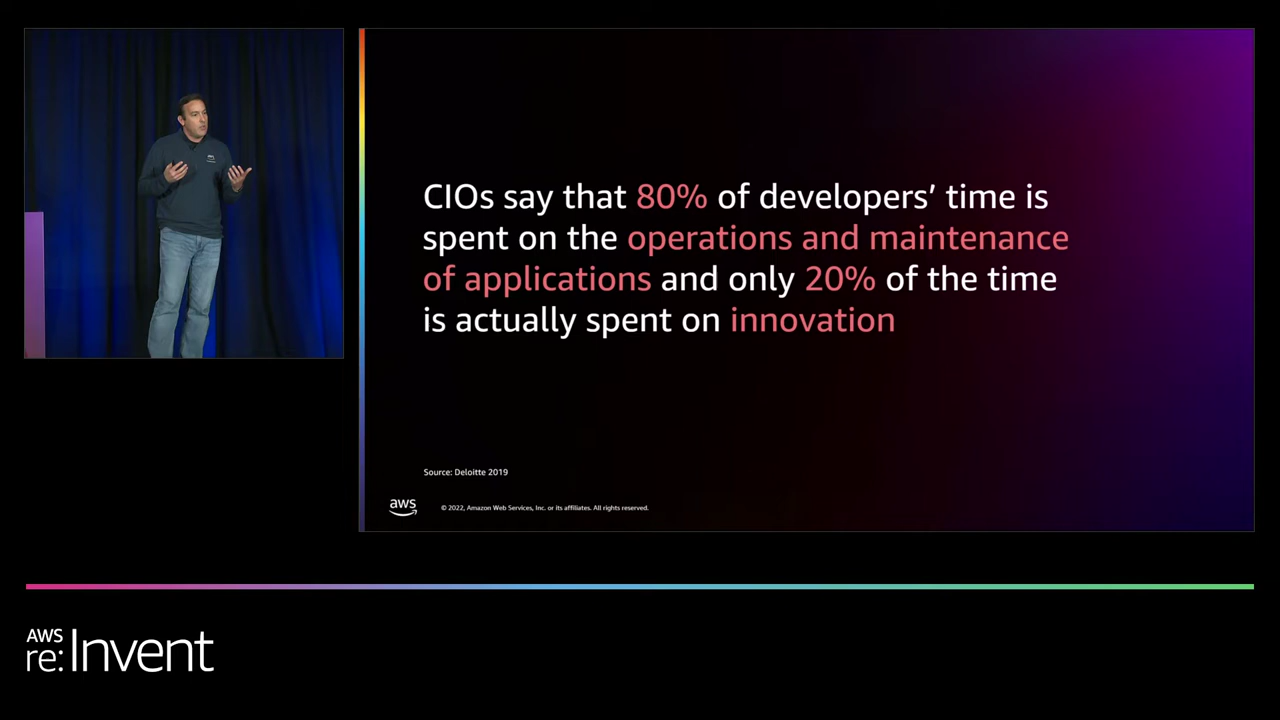 CIOs say that 80% of developers’ time is
spent on the operations and maintenance
of applications and only 20% of the time
is actually spent on innovation
Source: Deloitte 2019
aws
© 2022, Amazon Web Services, Inc. or its affiliates. All rights reserved.
AWS
re:Invent